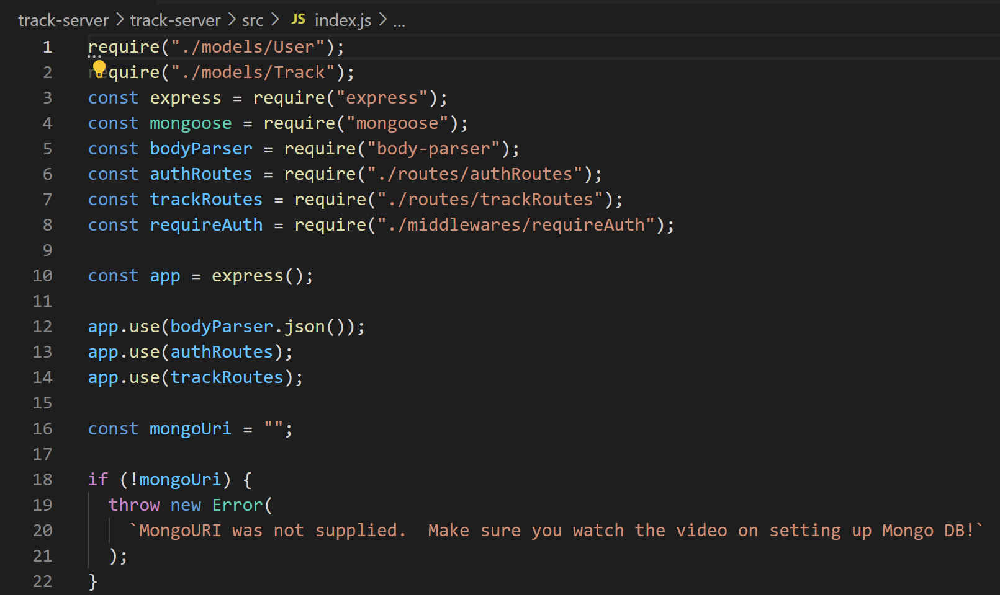 track-server > track-server > src > JS index.js > ...
1 require("./models/User");
2 require("./models/Track");
3 const express = require("express");
4 const mongoose = require("mongoose");
5 const bodyParser = require("body-parser");
6 const authRoutes = require("./routes/authRoutes");
7 const trackRoutes = require("./routes/trackRoutes");
8 const requireAuth = require("./middlewares/requireAuth");
9
10 const app = express();
11
12 app.use(bodyParser.json());
13 app.use(authRoutes);
14 app.use(trackRoutes);
15
16 const mongoUri = "";
17
18 if (!mongoUri) {
19   throw new Error(
20     `MongoURI was not supplied.  Make sure you watch the video on setting up Mongo DB!`
21   );
22 }